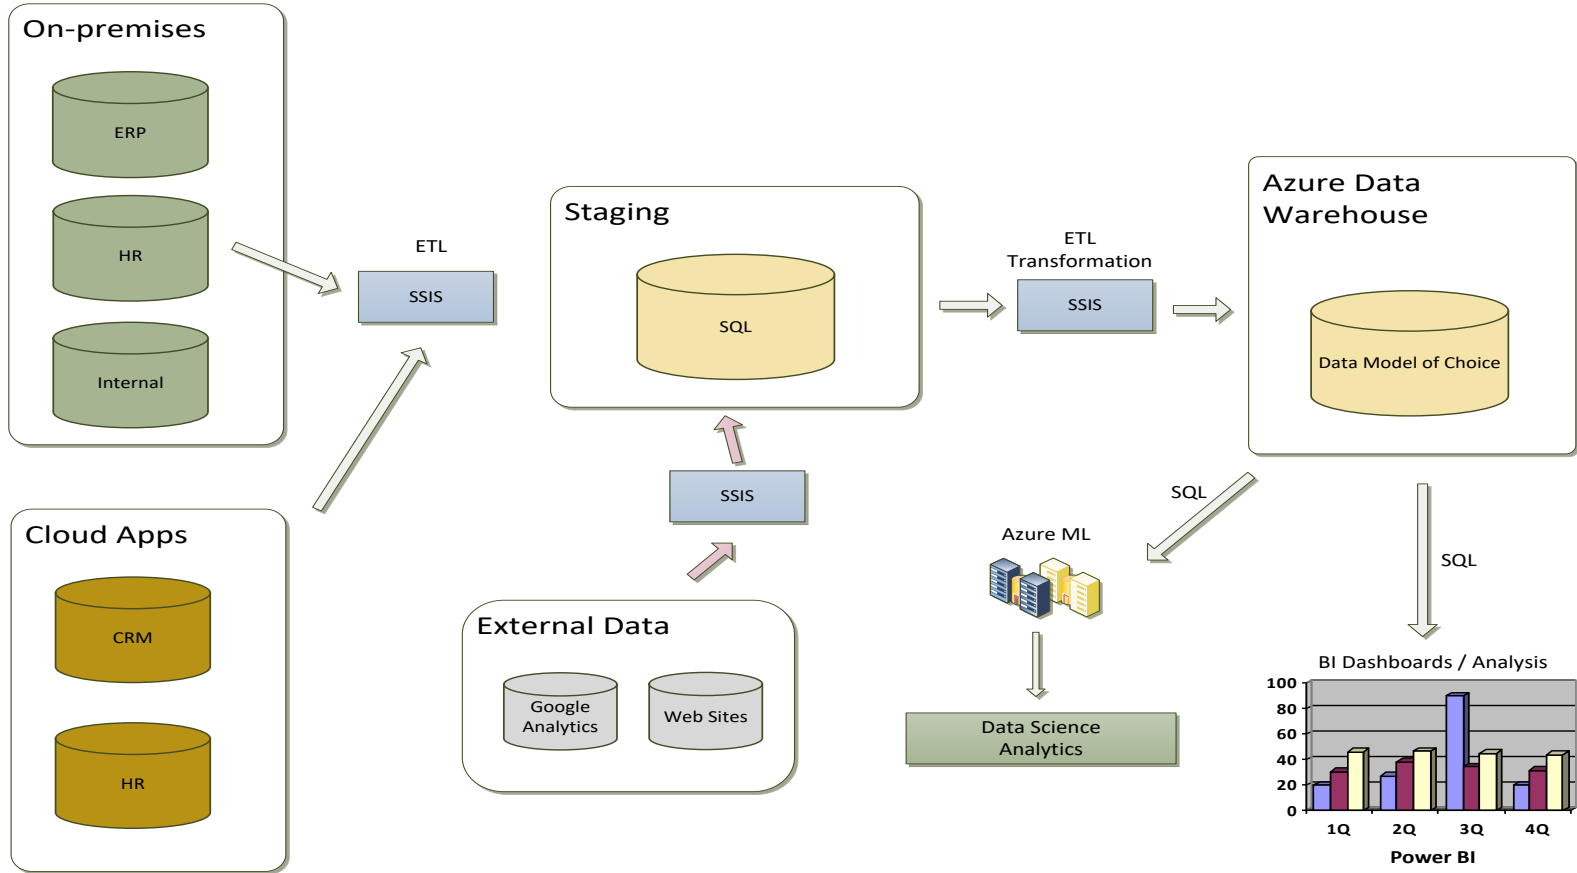 On-premises
ERP
HR
Internal
Cloud Apps
CRM
HR
ETL
SSIS
Staging
SQL
SSIS
External Data
Google
Analytics
Web Sites
ETL
Transformation
SSIS
Azure Data
Warehouse
Data Model of Choice
SQL
SQL
Azure ML
Data Science
Analytics
BI Dashboards / Analysis
100
80
60
40
20
0
1Q 2Q 3Q 4Q
Power BI